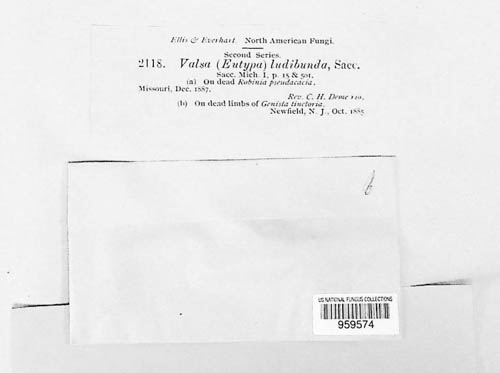 Ellis & Everhart. North American Fungi.
Second Series.
2118. Valsa (Eutypa) ludibunda, Sacc.
Sacc. Mich. I, p. 15 & 501.
(a) On dead Robinia pseudacacia.
Missouri, Dec. 1887.
Rev. C. H. Deme
(b) On dead limbs of Genista tinctoria.
Newfield, N. J., Oct. 1885
b
US NATIONAL FUNGUS COLLECTIONS
959574